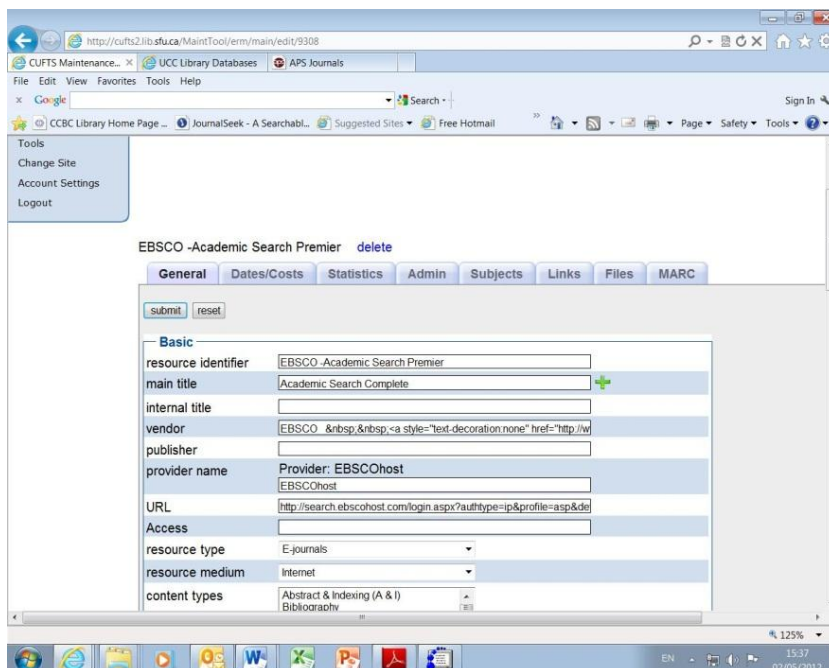 http://cufts2.lib.sfu.ca/MaintTool/erm/main/edit/9308
CUFTS Maintenance... × UCC Library Databases APS Journals
File Edit View Favorites Tools Help
x Google Search Sign In
CCBC Library Home Page ... JournalSeek - A Searchabl... Suggested Sites Free Hotmail » Page Safety Tools
Tools
Change Site
Account Settings
Logout
EBSCO -Academic Search Premier delete
General Dates/Costs Statistics Admin Subjects Links Files MARC
submit reset
Basic
resource identifier EBSCO -Academic Search Premier
main title Academic Search Complete
internal title
vendor EBSCO &nbsp;&nbsp;<a style="text-decoration:none" href="http://w
publisher
provider name Provider: EBSCOhost
EBSCOhost
URL http://search.ebscohost.com/login.aspx?authtype=ip&profile=asp&de
Access
resource type E-journals
resource medium Internet
content types Abstract & Indexing (A & I)
Bibliography
125%
EN 15:37